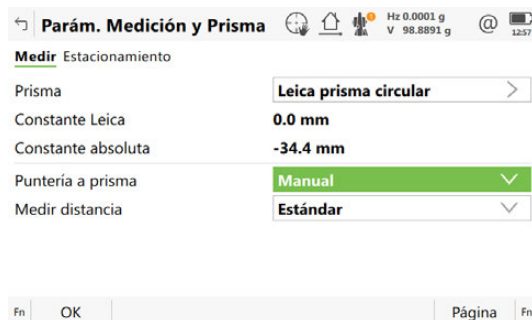 Parám. Medición y Prisma
Hz 0.0001 g
V 98.8891 g
@
12:57
Medir Estacionamiento
Prisma Leica prisma circular
Constante Leica 0.0 mm
Constante absoluta -34.4 mm
Puntería a prisma Manual
Medir distancia Estándar
Fn OK Página Fn